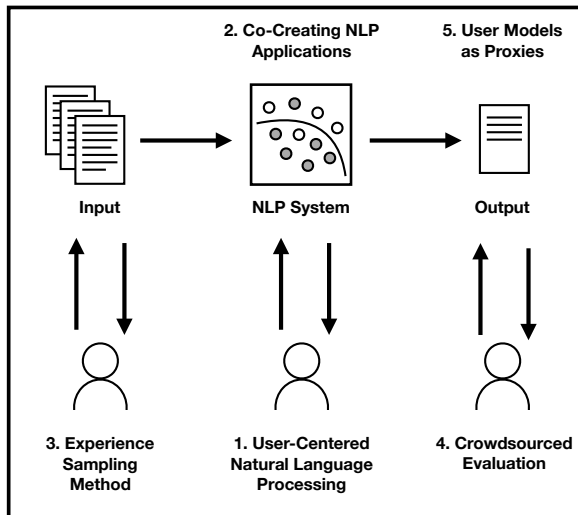 2. Co-Creating NLP
Applications
5. User Models
as Proxies
Input
NLP System
Output
3. Experience
Sampling
Method
1. User-Centered
Natural Language
Processing
4. Crowdsourced
Evaluation